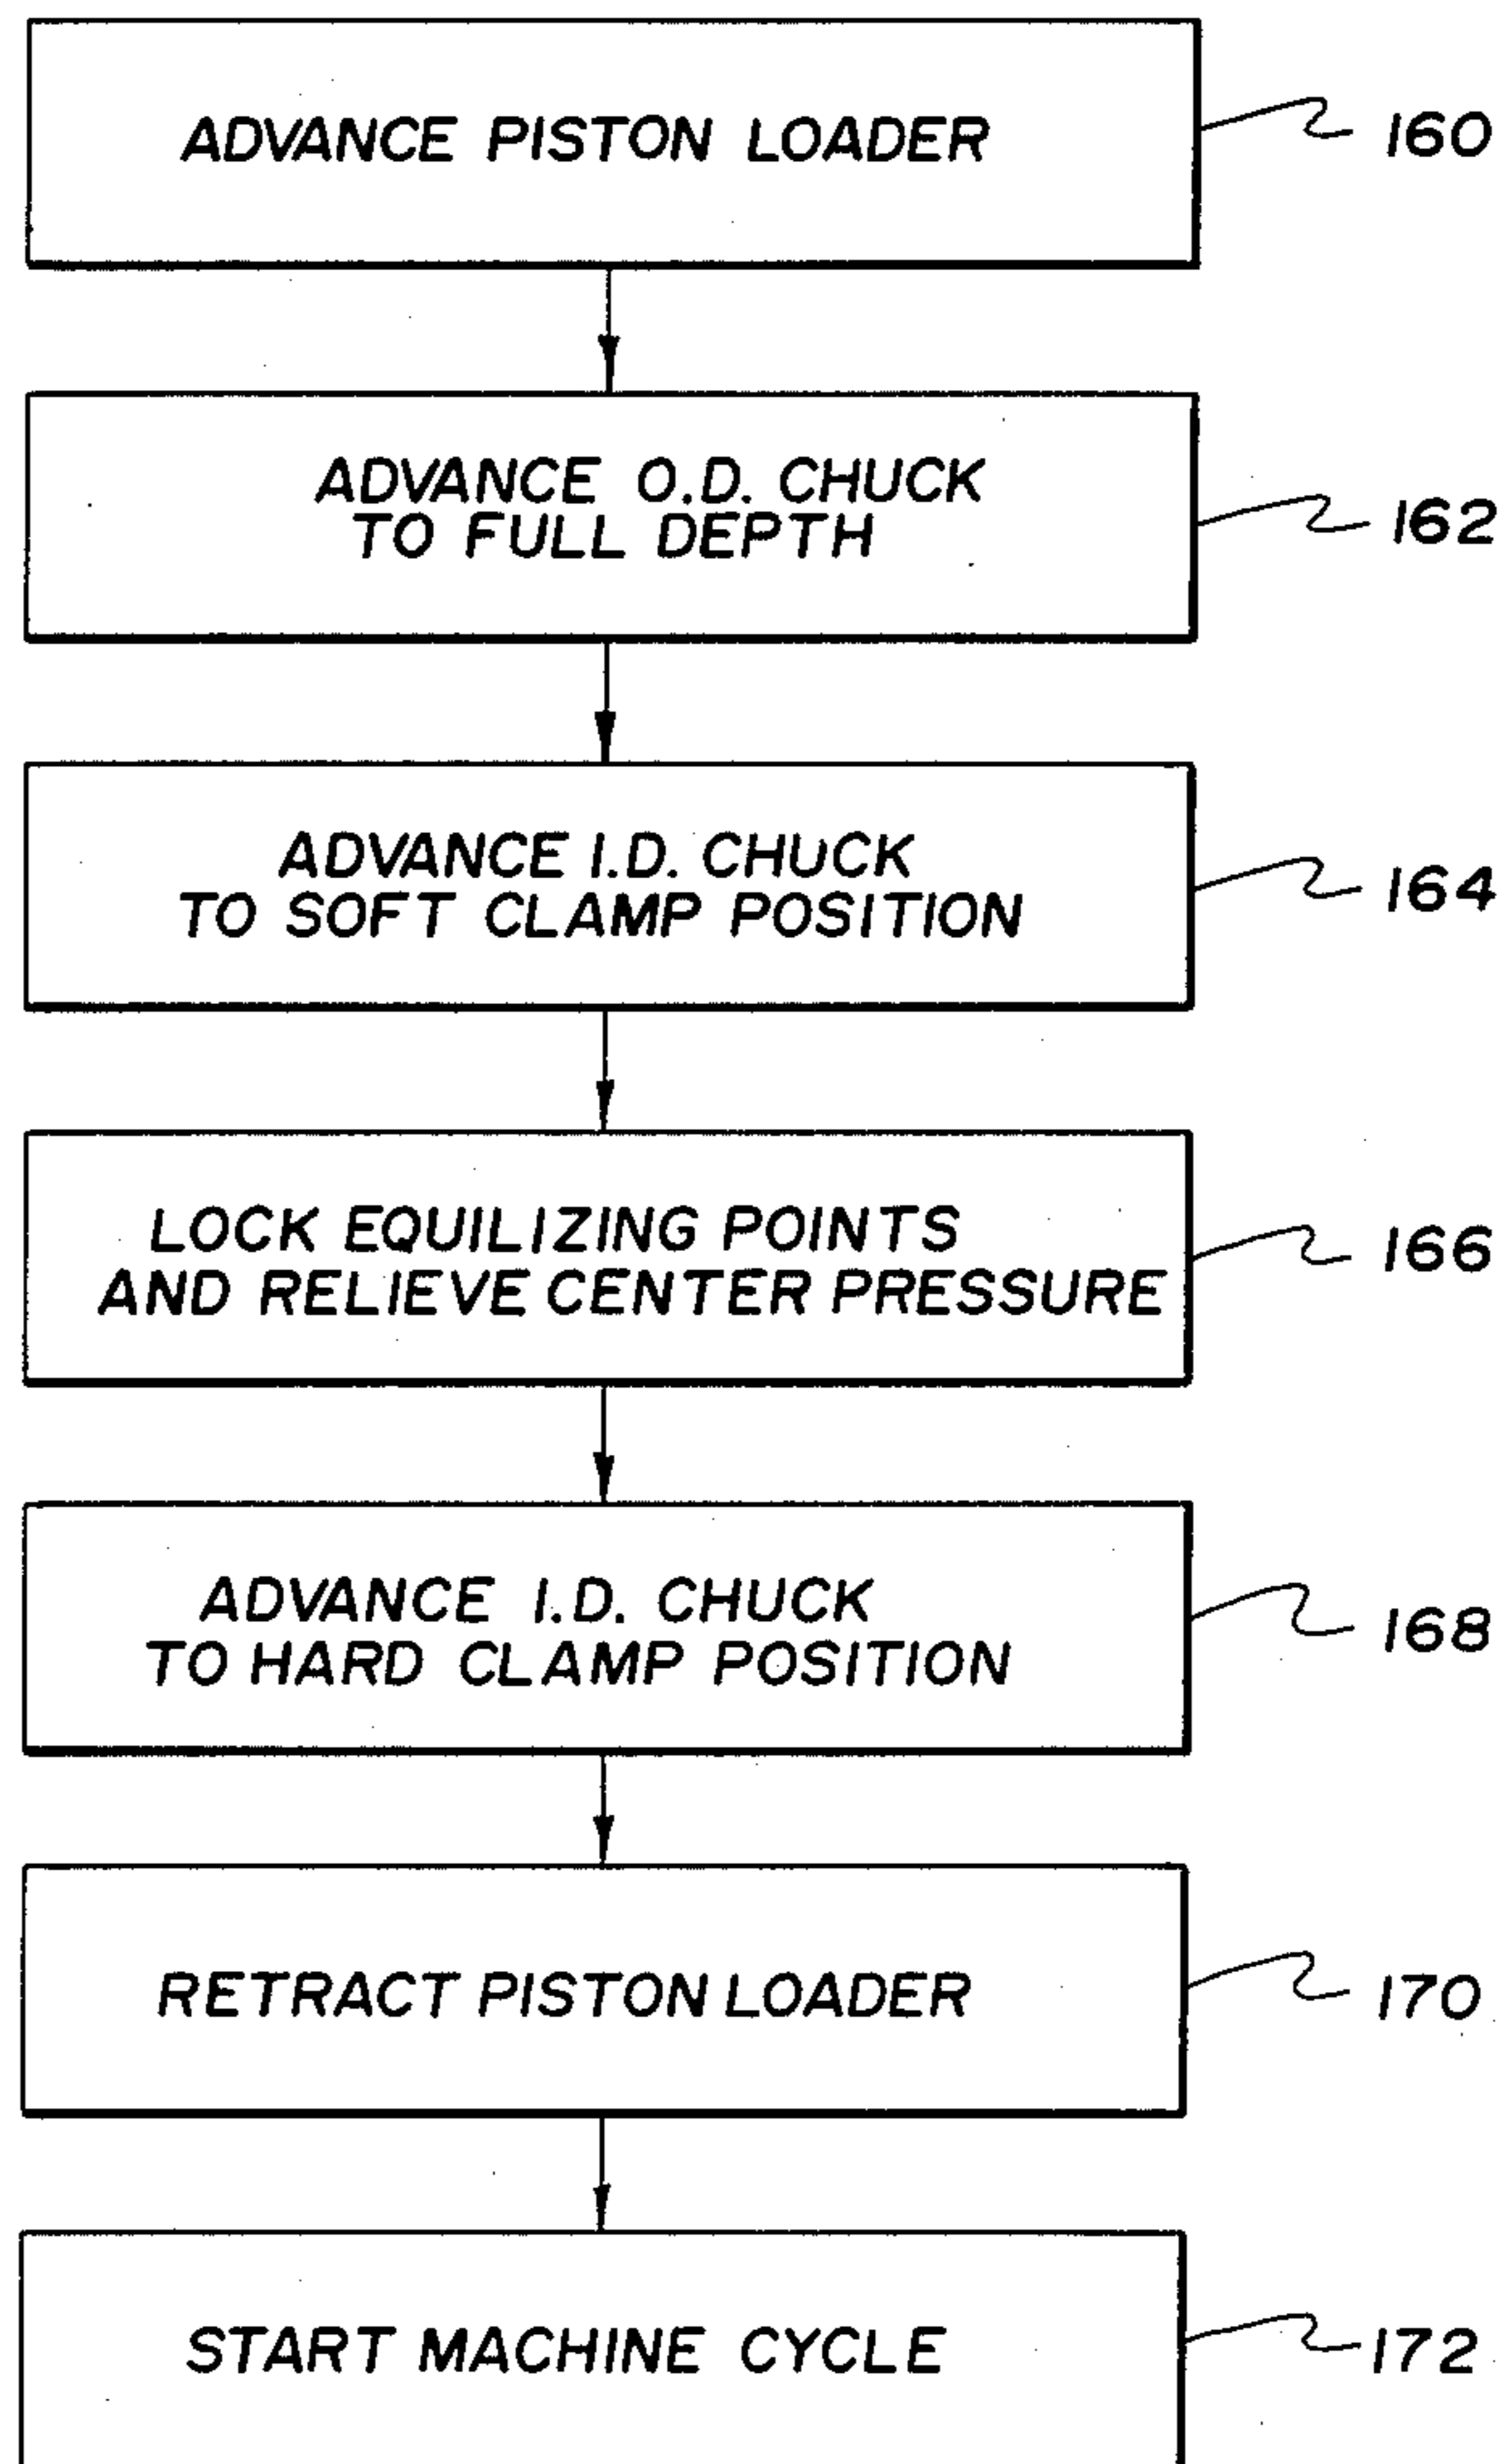 ADVANCE PISTON LOADER
160
ADVANCE O.D. CHUCK
TO FULL DEPTH
162
ADVANCE I.D. CHUCK
TO SOFT CLAMP POSITION
164
LOCK EQUILIZING POINTS
AND RELIEVE CENTER PRESSURE
166
ADVANCE I.D. CHUCK
TO HARD CLAMP POSITION
168
RETRACT PISTON LOADER
170
START MACHINE CYCLE
172